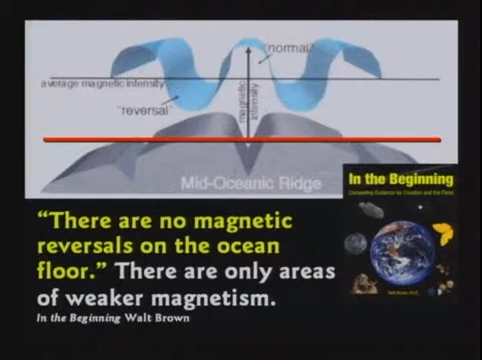 "normal"
average magnetic intensity
"reversal"
magnetic
intensity
Mid-Oceanic Ridge
In the Beginning
Compelling Evidence for Creation and the Flood
"There are no magnetic
reversals on the ocean
floor." There are only areas
of weaker magnetism.
In the Beginning Walt Brown